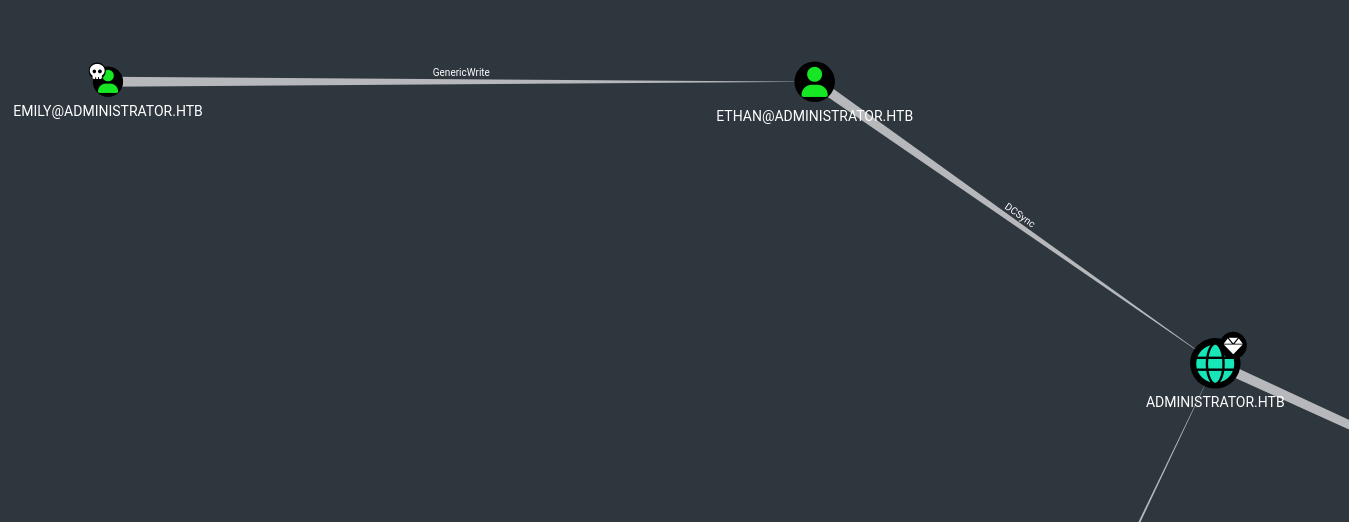 GenericWrite
EMILY@ADMINISTRATOR.HTB
ETHAN@ADMINISTRATOR.HTB
DCSync
ADMINISTRATOR.HTB